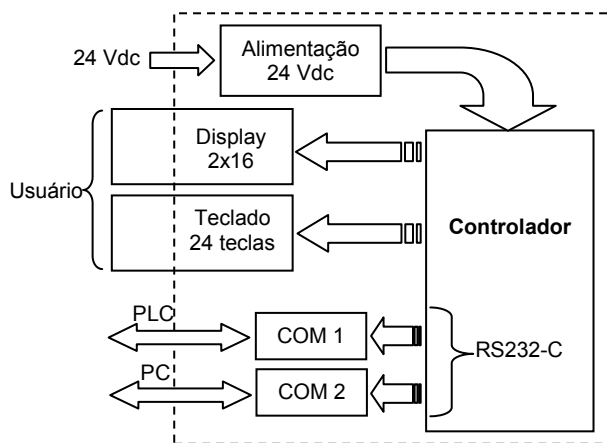 24 Vdc
Alimentação
24 Vdc
Display
2x16
Usuário
Teclado
24 teclas
Controlador
PLC
COM 1
RS232-C
PC
COM 2